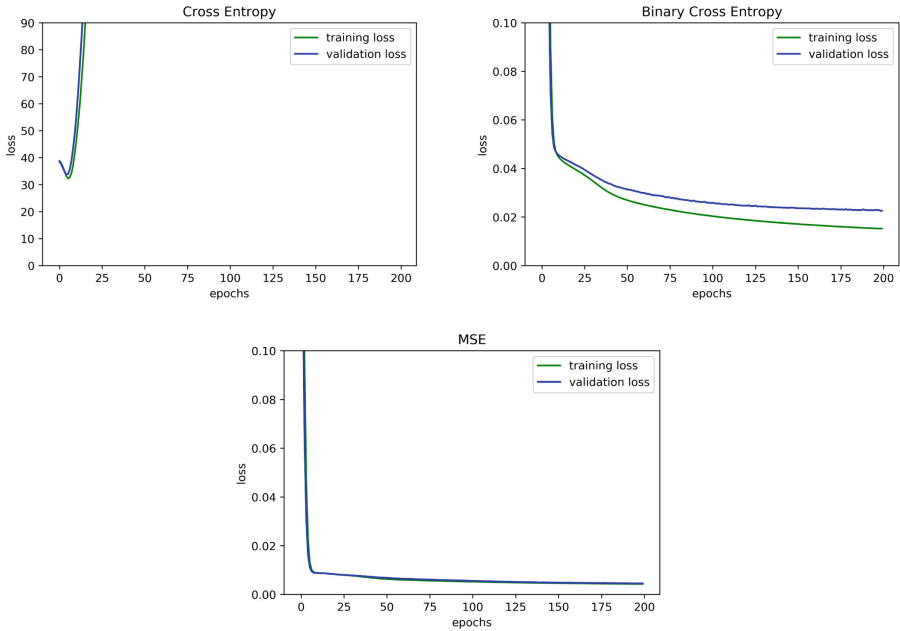 Cross Entropy
90
80
70
60
50
40
30
20
10
0
loss
training loss
validation loss
0 25 50 75 100 125 150 175 200
epochs
Binary Cross Entropy
0.10
0.08
0.06
0.04
0.02
0.00
loss
training loss
validation loss
0 25 50 75 100 125 150 175 200
epochs
MSE
0.10
0.08
0.06
0.04
0.02
0.00
loss
training loss
validation loss
0 25 50 75 100 125 150 175 200
epochs